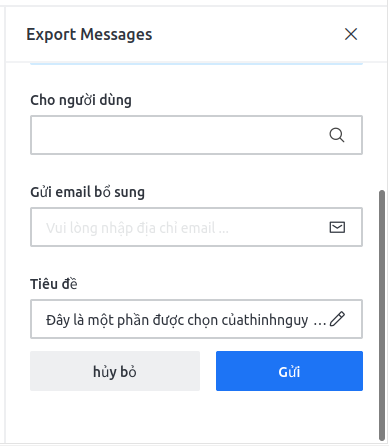 Export Messages
Cho người dùng
Gửi email bổ sung
Vui lòng nhập địa chỉ email ...
Tiêu đề
Đây là một phần được chọn củathinhnguy ...
hủy bỏ
Gửi